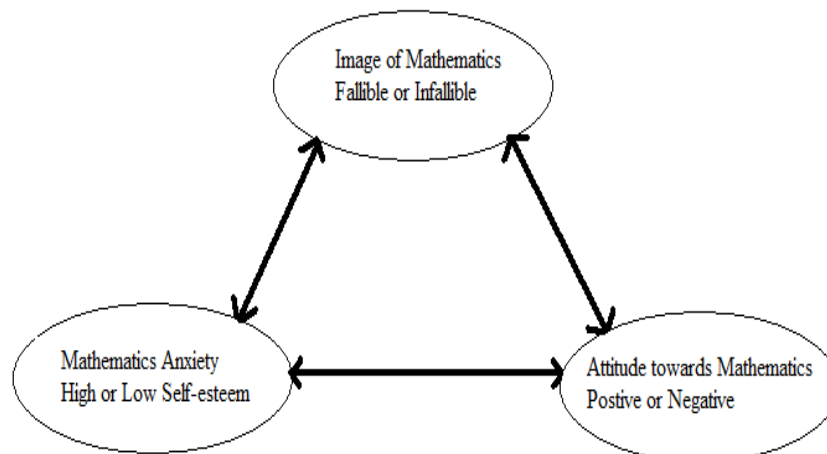 Image of Mathematics
Fallible or Infallible
Mathematics Anxiety
High or Low Self-esteem
Attitude towards Mathematics
Postive or Negative